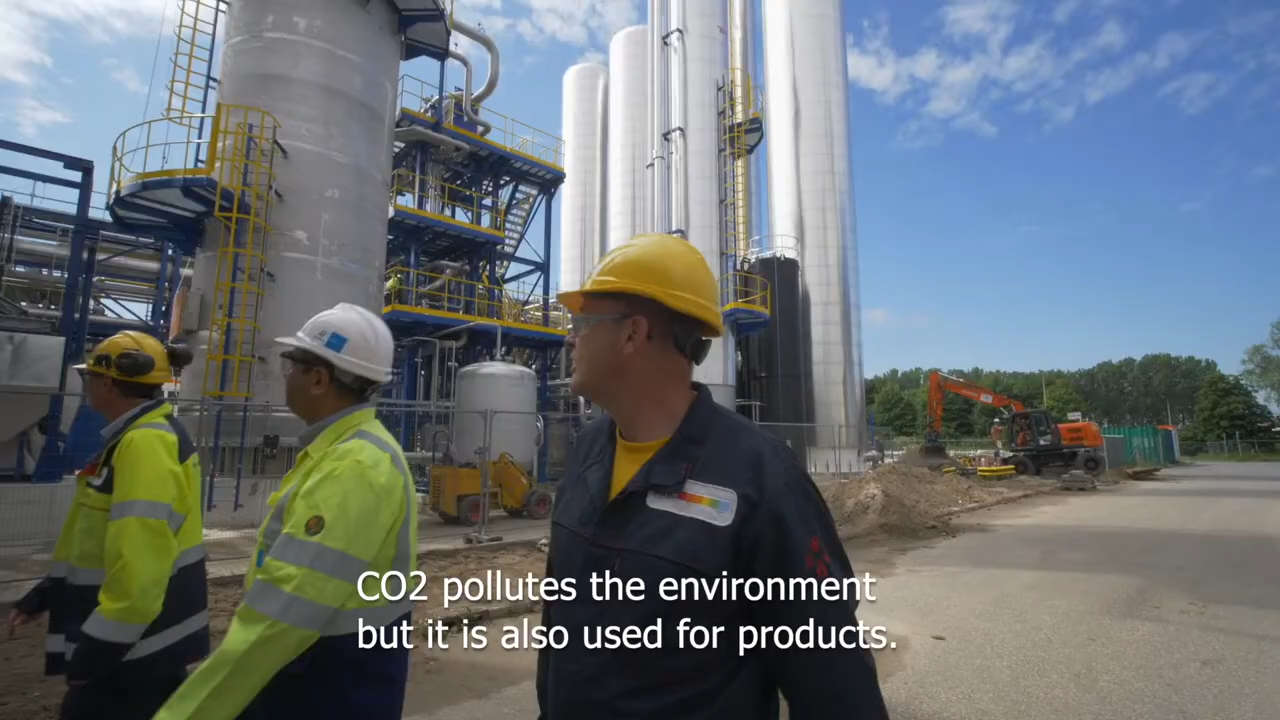 CO2 pollutes the environment
but it is also used for products.